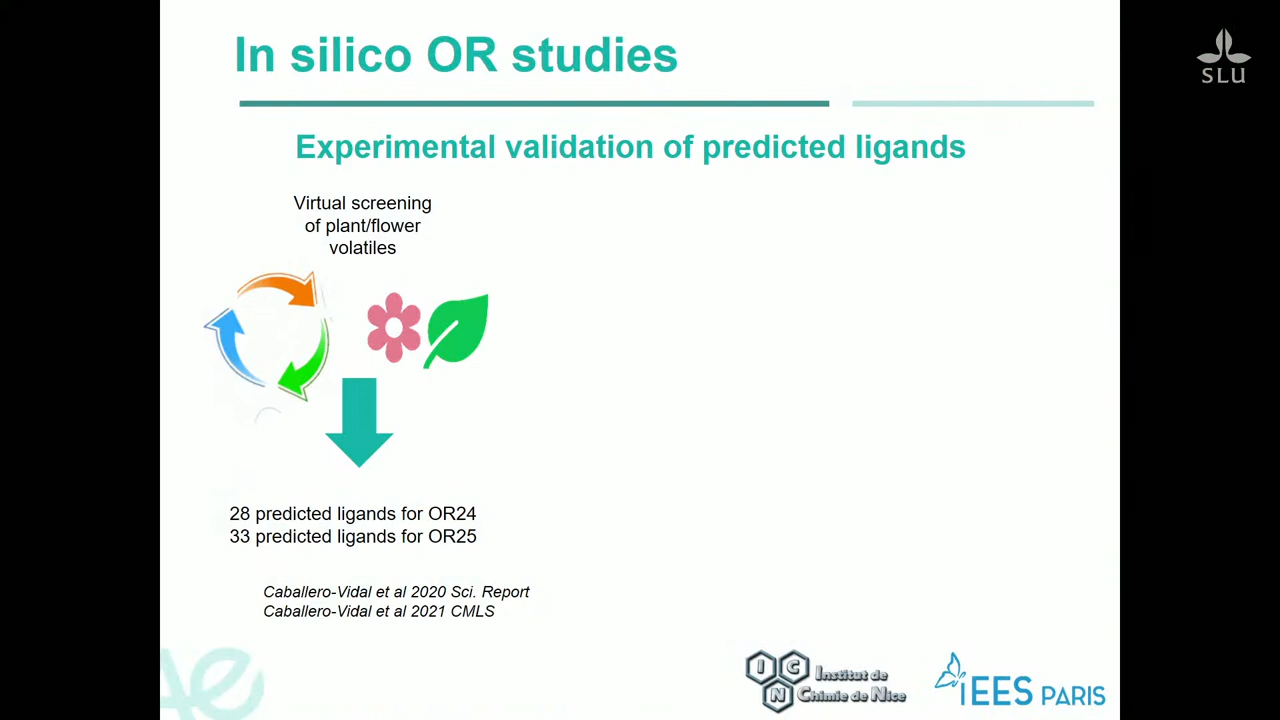 In silico OR studies
SLU
Experimental validation of predicted ligands
Virtual screening
of plant/flower
volatiles
28 predicted ligands for OR24
33 predicted ligands for OR25
Caballero-Vidal et al 2020 Sci. Report
Caballero-Vidal et al 2021 CMLS
I C N
Institut de
Chimie de Nice
iEES PARIS